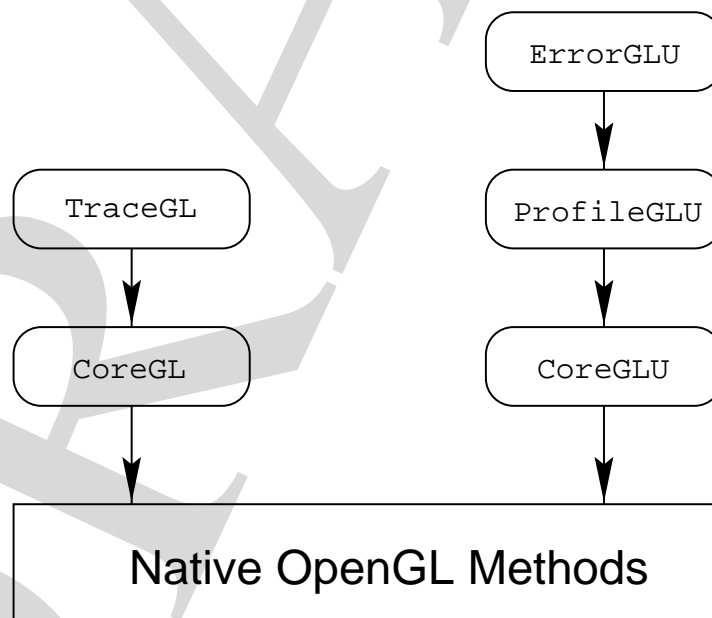 ErrorGLU
TraceGL
ProfileGLU
CoreGL
CoreGLU
Native OpenGL Methods